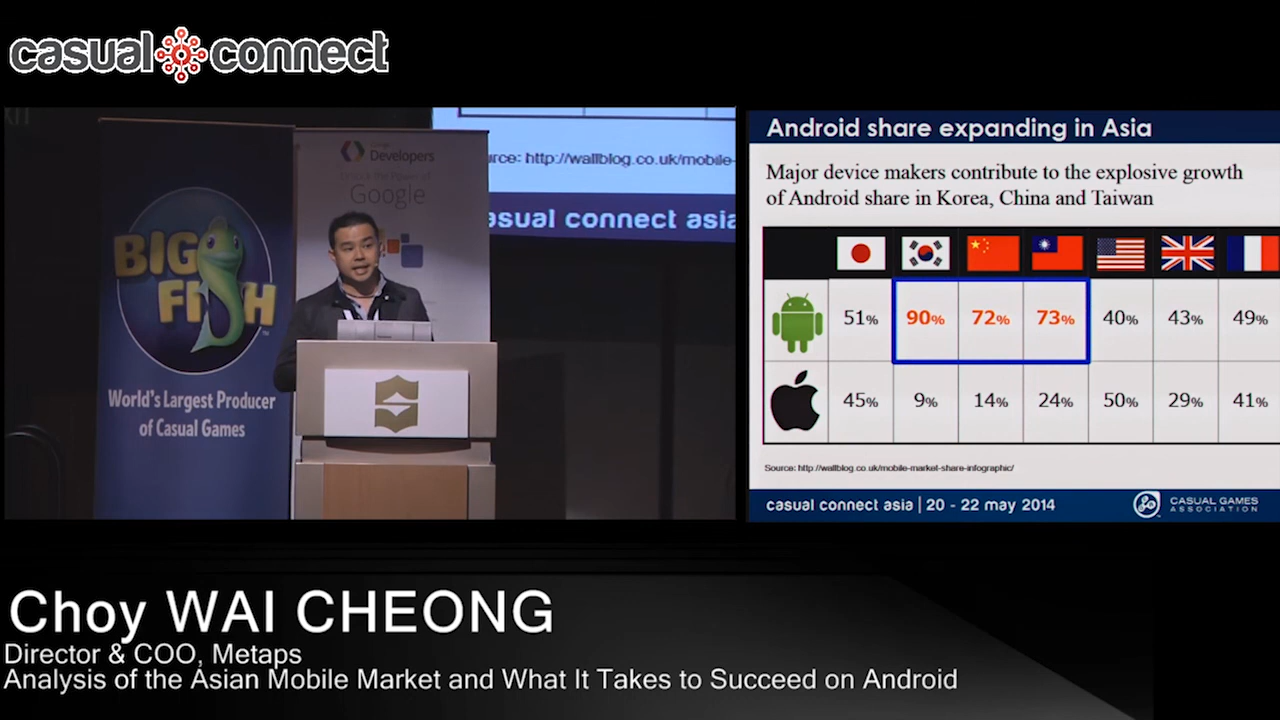 casual connect
BIG
FISH
World's Largest Producer
of Casual Games
Developers
Google
rce: http://wallblog.co.uk/mobile-
asual connect asia
Android share expanding in Asia
Major device makers contribute to the explosive growth
of Android share in Korea, China and Taiwan
51% 90% 72% 73% 40% 43% 49%
45% 9% 14% 24% 50% 29% 41%
Source: http://wallblog.co.uk/mobile-market-share-infographic/
casual connect asia | 20 - 22 may 2014
CASUAL GAMES
ASSOCIATION
Choy WAI CHEONG
Director & COO, Metaps
Analysis of the Asian Mobile Market and What It Takes to Succeed on Android